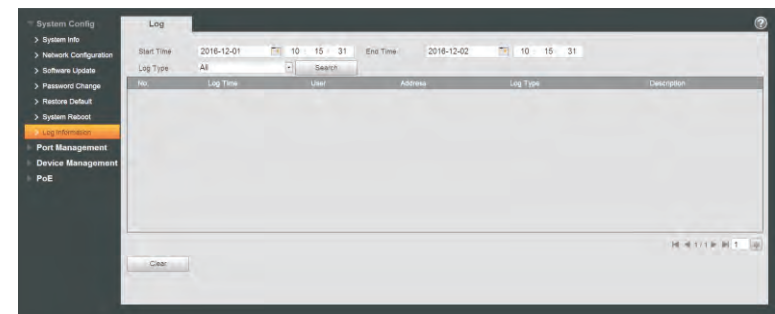 System Config
Log
System Info
Network Configuration
Start Time 2016-12-01 10 : 15 : 31 End Time 2016-12-02 10 : 15 : 31
Software Update
Log Type All Search
Password Change
No. Log Time User Address Log Type Description
Restore Default
System Reboot
Log Information
Port Management
Device Management
PoE
1 / 1 1
Clear